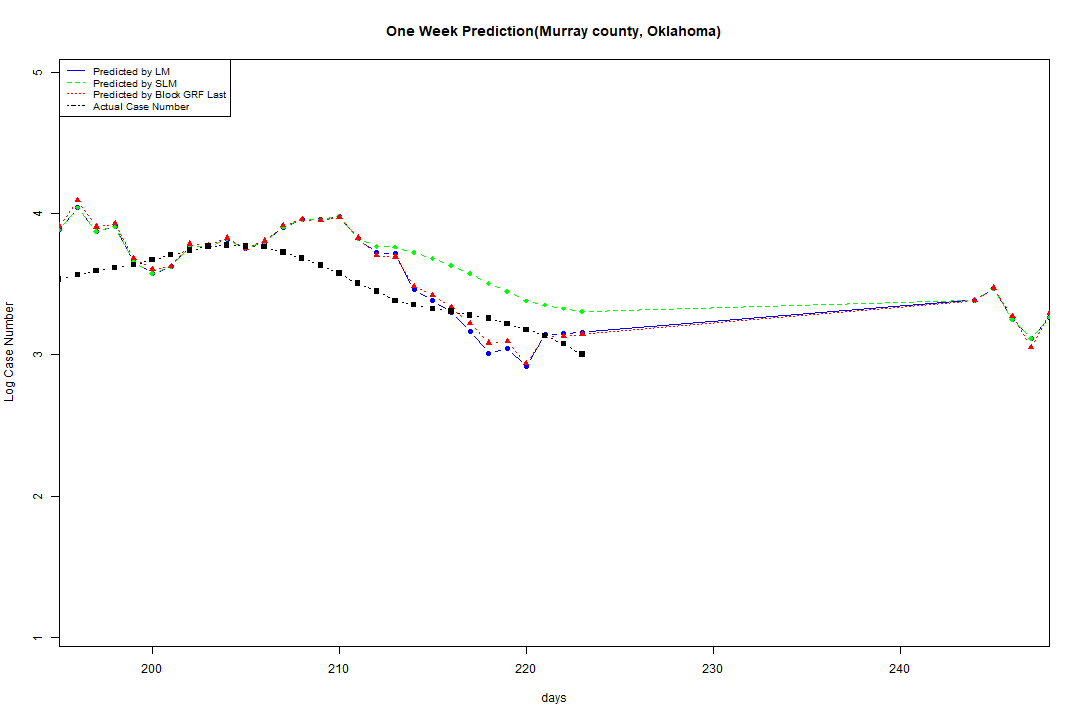 One Week Prediction(Murray county, Oklahoma)
Predicted by LM
Predicted by SLM
Predicted by Block GRF Last
Actual Case Number
5
4
3
2
1
Log Case Number
200 210 220 230 240
days